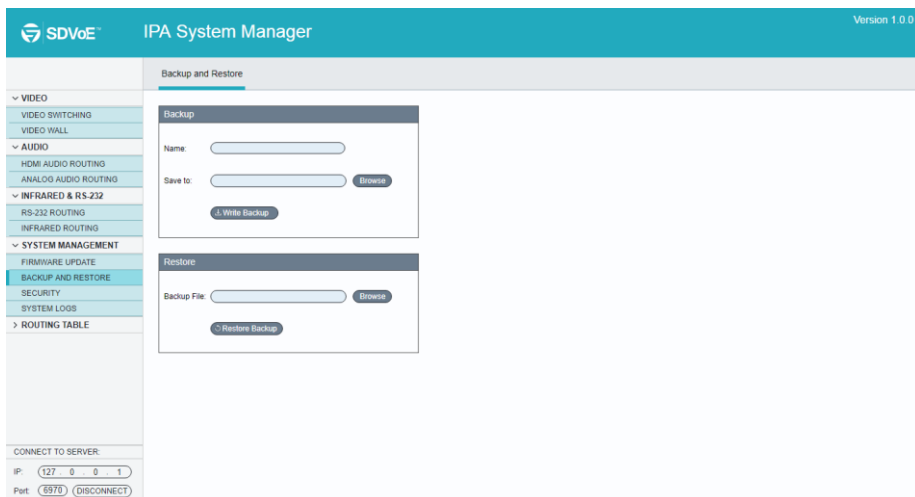 SDVoE™
IPA System Manager
Version 1.0.0
Backup and Restore
VIDEO
VIDEO SWITCHING
VIDEO WALL
AUDIO
HDMI AUDIO ROUTING
ANALOG AUDIO ROUTING
INFRARED & RS-232
RS-232 ROUTING
INFRARED ROUTING
SYSTEM MANAGEMENT
FIRMWARE UPDATE
BACKUP AND RESTORE
SECURITY
SYSTEM LOGS
ROUTING TABLE
CONNECT TO SERVER:
IP: 127 . 0 . 0 . 1
Port: 6970 DISCONNECT
Backup
Name:
Save to: Browse
Write Backup
Restore
Backup File: Browse
Restore Backup